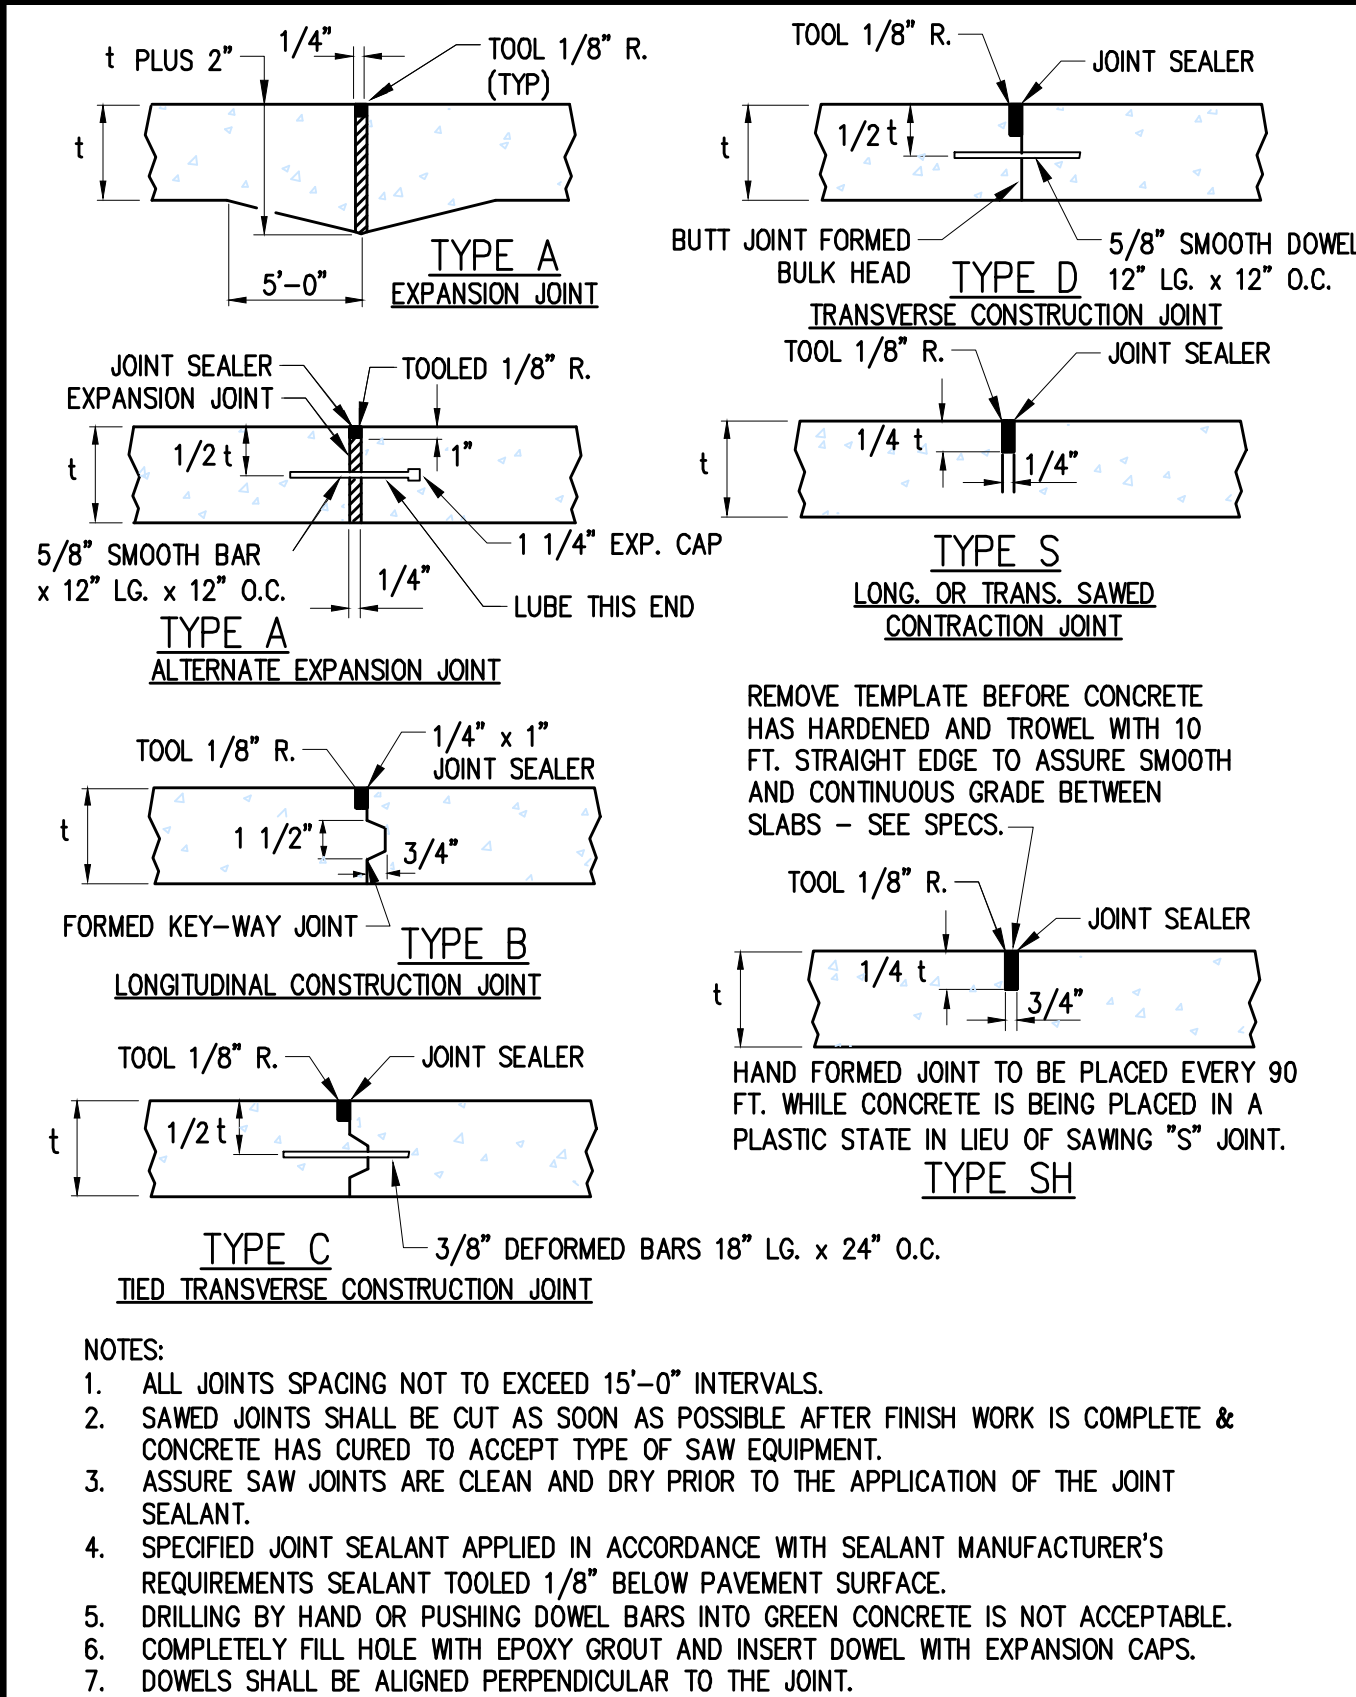 t PLUS 2"
1/4"
TOOL 1/8" R.
(TYP)
t
5'-0"
TYPE A
EXPANSION JOINT
JOINT SEALER
EXPANSION JOINT
TOOLED 1/8" R.
t
1/2 t
1"
5/8" SMOOTH BAR
x 12" LG. x 12" O.C.
1/4"
1 1/4" EXP. CAP
LUBE THIS END
TYPE A
ALTERNATE EXPANSION JOINT
TOOL 1/8" R.
1/4" x 1"
JOINT SEALER
t
1 1/2"
3/4"
FORMED KEY-WAY JOINT
TYPE B
LONGITUDINAL CONSTRUCTION JOINT
TOOL 1/8" R.
JOINT SEALER
t
1/2 t
TYPE C
3/8" DEFORMED BARS 18" LG. x 24" O.C.
TIED TRANSVERSE CONSTRUCTION JOINT
TOOL 1/8" R.
JOINT SEALER
t
1/2 t
BUTT JOINT FORMED
BULK HEAD
TYPE D
5/8" SMOOTH DOWEL
12" LG. x 12" O.C.
TRANSVERSE CONSTRUCTION JOINT
TOOL 1/8" R.
JOINT SEALER
t
1/4 t
1/4"
TYPE S
LONG. OR TRANS. SAWED
CONTRACTION JOINT
REMOVE TEMPLATE BEFORE CONCRETE
HAS HARDENED AND TROWEL WITH 10
FT. STRAIGHT EDGE TO ASSURE SMOOTH
AND CONTINUOUS GRADE BETWEEN
SLABS - SEE SPECS.
TOOL 1/8" R.
JOINT SEALER
t
1/4 t
3/4"
HAND FORMED JOINT TO BE PLACED EVERY 90
FT. WHILE CONCRETE IS BEING PLACED IN A
PLASTIC STATE IN LIEU OF SAWING "S" JOINT.
TYPE SH
NOTES:
1. ALL JOINTS SPACING NOT TO EXCEED 15'-0" INTERVALS.
2. SAWED JOINTS SHALL BE CUT AS SOON AS POSSIBLE AFTER FINISH WORK IS COMPLETE &
CONCRETE HAS CURED TO ACCEPT TYPE OF SAW EQUIPMENT.
3. ASSURE SAW JOINTS ARE CLEAN AND DRY PRIOR TO THE APPLICATION OF THE JOINT
SEALANT.
4. SPECIFIED JOINT SEALANT APPLIED IN ACCORDANCE WITH SEALANT MANUFACTURER'S
REQUIREMENTS SEALANT TOOLED 1/8" BELOW PAVEMENT SURFACE.
5. DRILLING BY HAND OR PUSHING DOWEL BARS INTO GREEN CONCRETE IS NOT ACCEPTABLE.
6. COMPLETELY FILL HOLE WITH EPOXY GROUT AND INSERT DOWEL WITH EXPANSION CAPS.
7. DOWELS SHALL BE ALIGNED PERPENDICULAR TO THE JOINT.